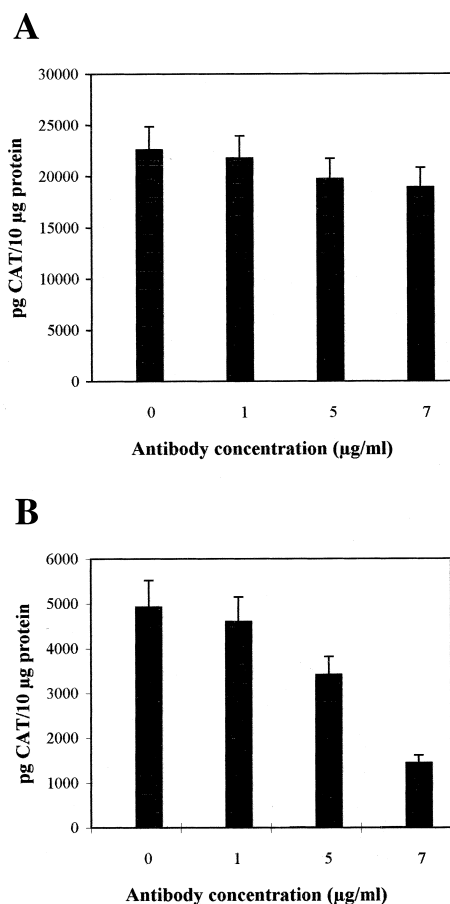 A
30000
25000
20000
15000
10000
5000
0
pg CAT/10 µg protein
0 1 5 7
Antibody concentration (µg/ml)
B
6000
5000
4000
3000
2000
1000
0
pg CAT/10 µg protein
0 1 5 7
Antibody concentration (µg/ml)